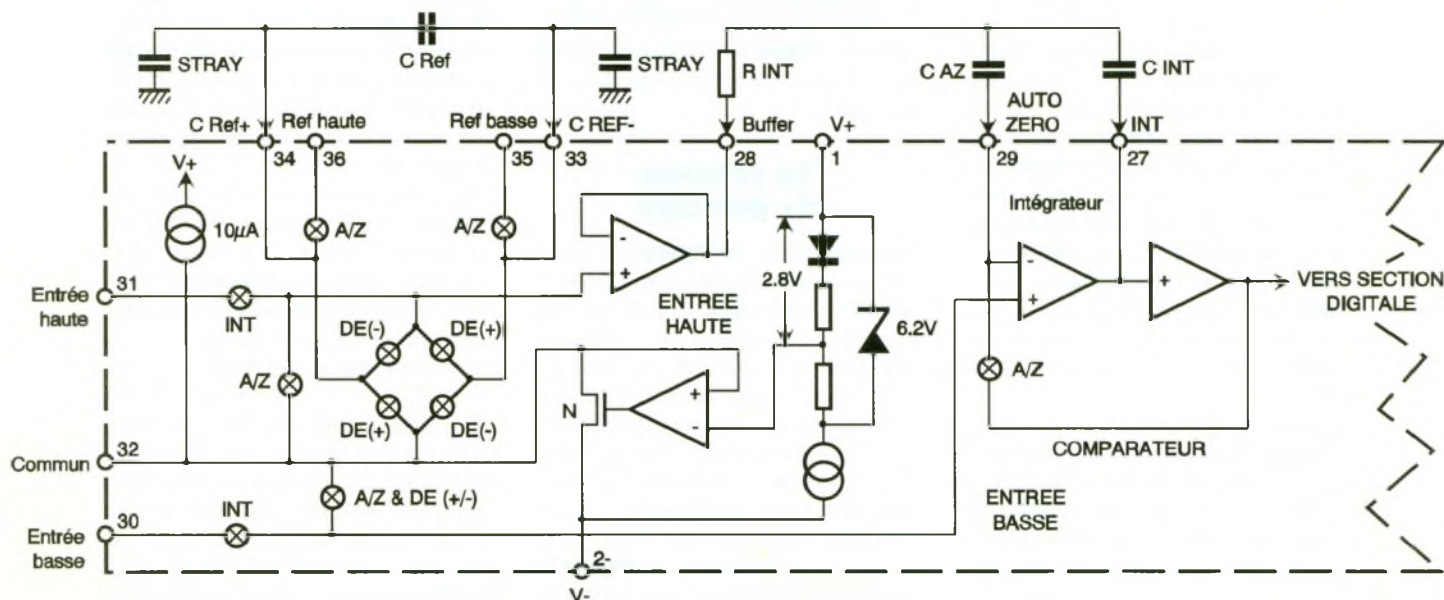 STRAY
C Ref
STRAY
R INT
C AZ
C INT
C Ref+
Ref haute
Ref basse
C REF-
Buffer
V+
AUTO
ZERO
INT
34
36
35
33
28
1
29
27
V+
10µA
A/Z
A/Z
2.8V
6.2V
Intégrateur
-
+
-
+
+
VERS SECTION
DIGITALE
31
Entrée
haute
INT
ENTREE
HAUTE
DE(-)
DE(+)
A/Z
DE(+)
DE(-)
N
+
-
A/Z
COMPARATEUR
32
Commun
A/Z & DE (+/-)
ENTREE
BASSE
30
Entrée
basse
INT
2-
V-